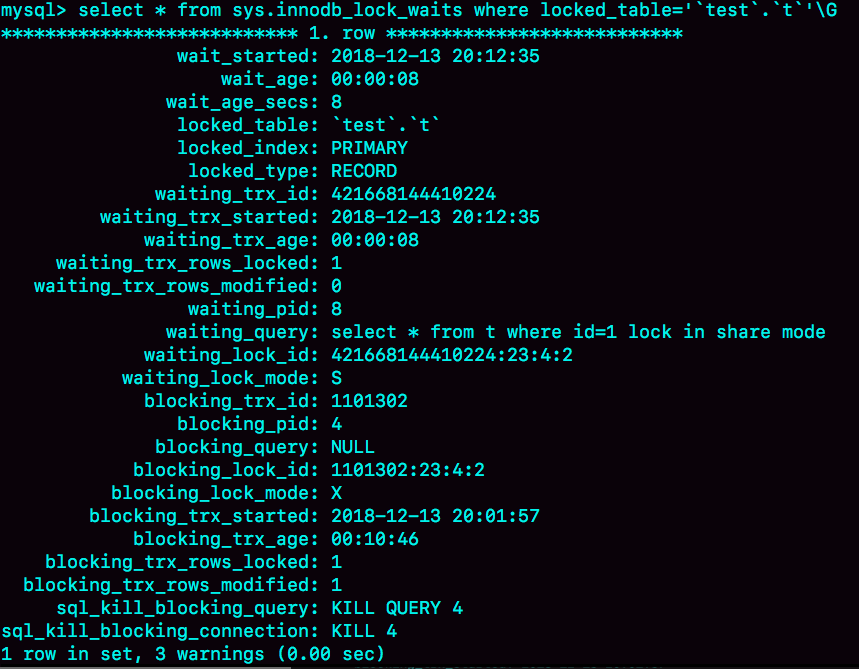 mysql> select * from sys.innodb_lock_waits where locked_table='`test`.`t`'\G
*************************** 1. row ***************************
wait_started: 2018-12-13 20:12:35
wait_age: 00:00:08
wait_age_secs: 8
locked_table: `test`.`t`
locked_index: PRIMARY
locked_type: RECORD
waiting_trx_id: 421668144410224
waiting_trx_started: 2018-12-13 20:12:35
waiting_trx_age: 00:00:08
waiting_trx_rows_locked: 1
waiting_trx_rows_modified: 0
waiting_pid: 8
waiting_query: select * from t where id=1 lock in share mode
waiting_lock_id: 421668144410224:23:4:2
waiting_lock_mode: S
blocking_trx_id: 1101302
blocking_pid: 4
blocking_query: NULL
blocking_lock_id: 1101302:23:4:2
blocking_lock_mode: X
blocking_trx_started: 2018-12-13 20:01:57
blocking_trx_age: 00:10:46
blocking_trx_rows_locked: 1
blocking_trx_rows_modified: 1
sql_kill_blocking_query: KILL QUERY 4
sql_kill_blocking_connection: KILL 4
1 row in set, 3 warnings (0.00 sec)